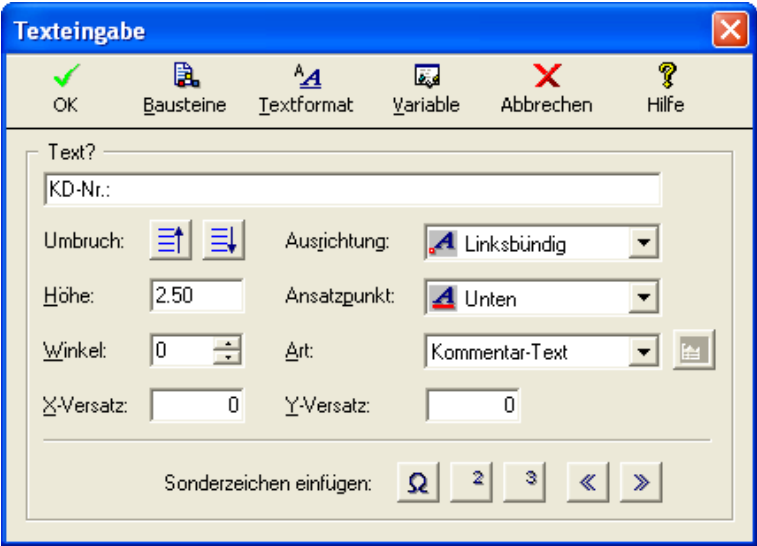 Texteingabe
OK Bausteine Textformat Variable Abbrechen Hilfe
Text?
KD-Nr.:
Umbruch: Ausrichtung: Linksbündig
Höhe: 2.50 Ansatzpunkt: Unten
Winkel: 0 Art: Kommentar-Text
X-Versatz: 0 Y-Versatz: 0
Sonderzeichen einfügen: Ω 2 3 « »